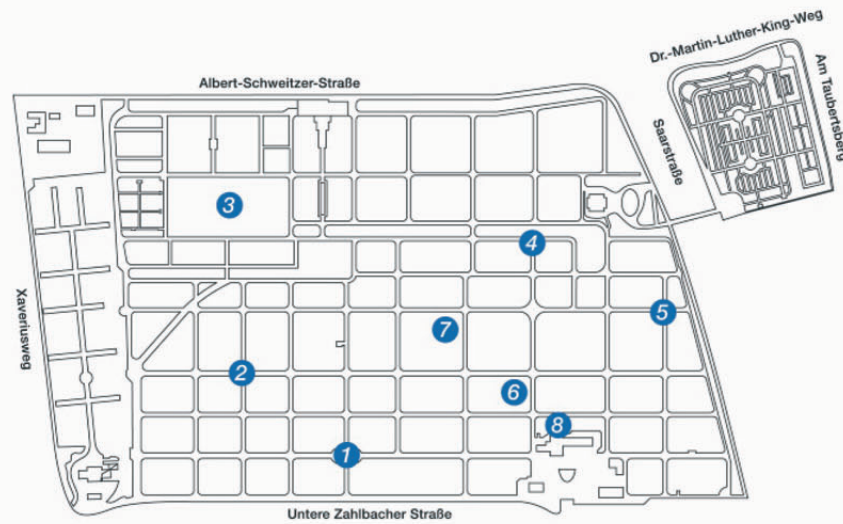 Dr.-Martin-Luther-King-Weg
Am Taubertsberg
Albert-Schweitzer-Straße
Saarstraße
3
4
Xaveriusweg
5
7
2
6
8
1
Untere Zahlbacher Straße